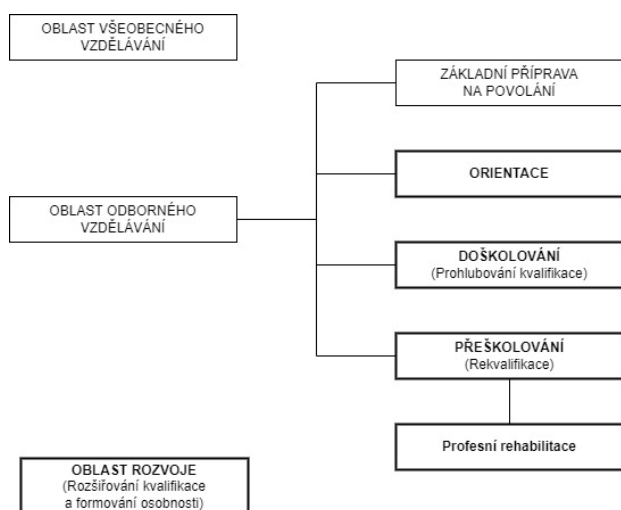 OBLAST VŠEOBECNÉHO
VZDĚLÁVÁNÍ
ZÁKLADNÍ PŘÍPRAVA
NA POVOLÁNÍ
ORIENTACE
OBLAST ODBORNÉHO
VZDĚLÁVÁNÍ
DOŠKOLOVÁNÍ
(Prohlubování kvalifikace)
PŘEŠKOLOVÁNÍ
(Rekvalifikace)
Profesní rehabilitace
OBLAST ROZVOJE
(Rozšiřování kvalifikace
a formování osobnosti)